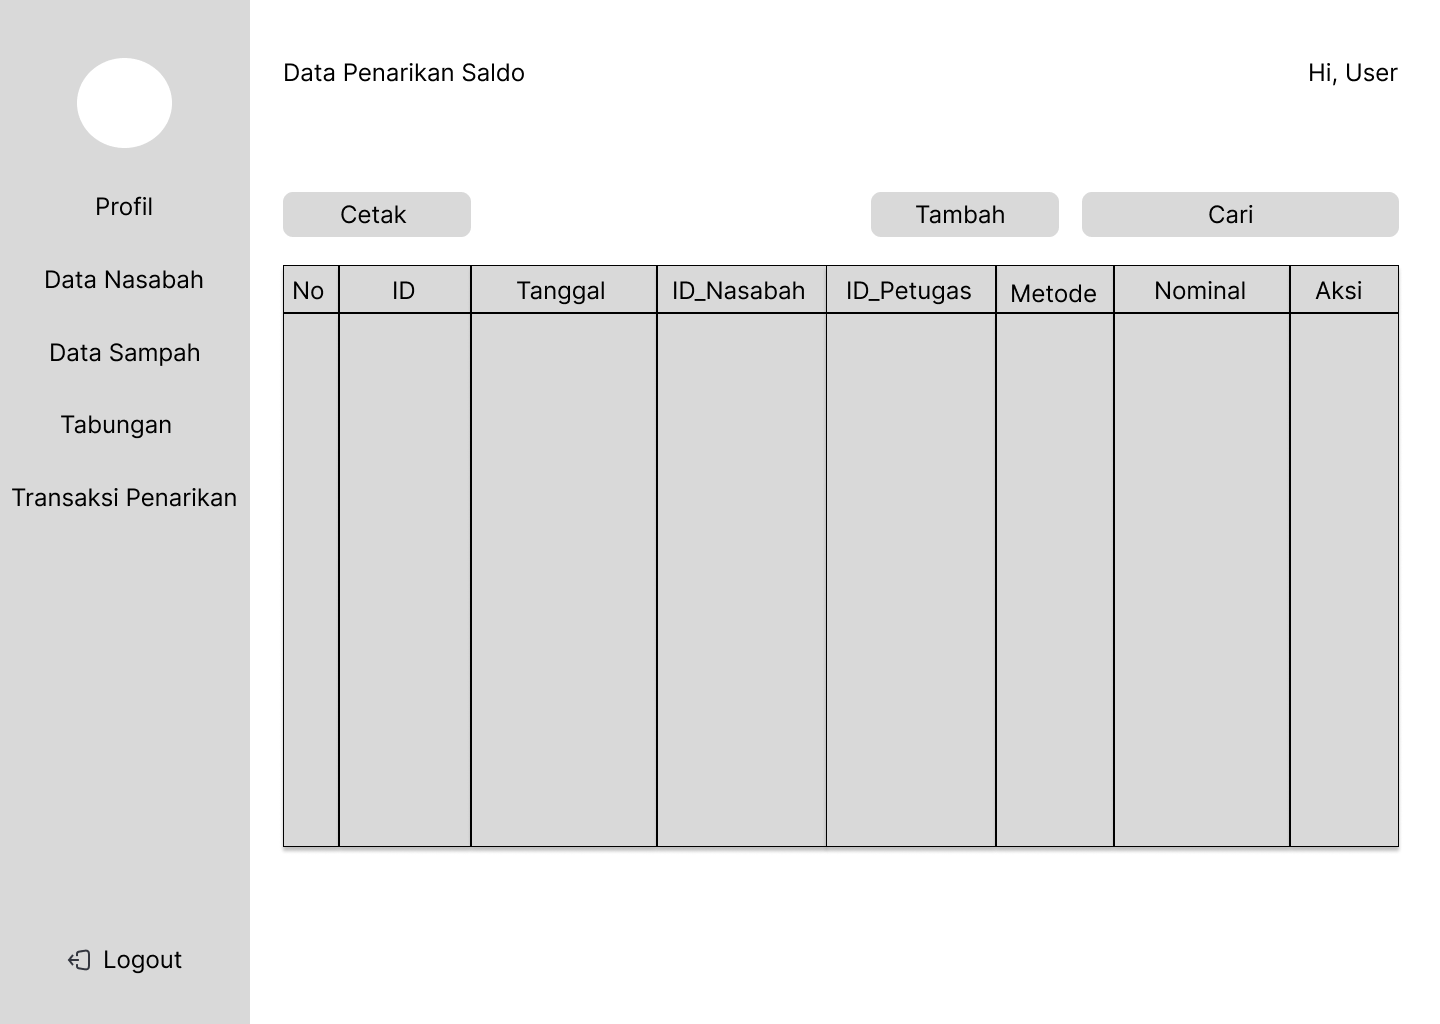 Data Penarikan Saldo
Hi, User
Profil
Data Nasabah
Data Sampah
Tabungan
Transaksi Penarikan
Logout
Cetak
Tambah
Cari
No ID Tanggal ID_Nasabah ID_Petugas Metode Nominal Aksi